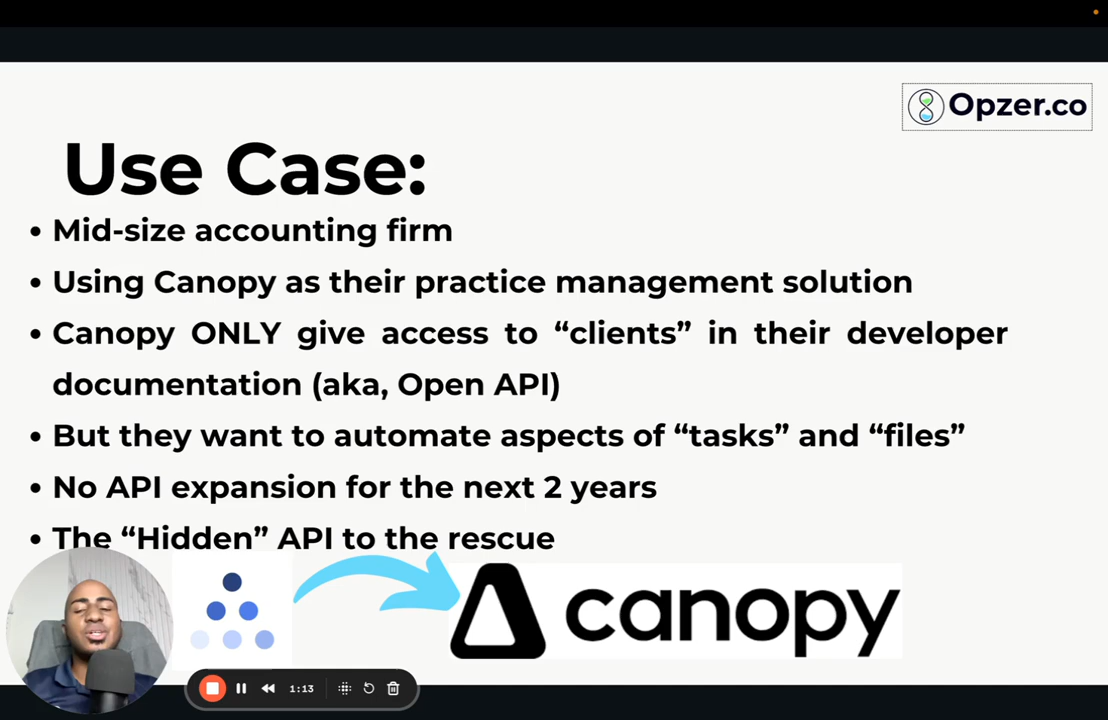 Opzer.co
Use Case:
• Mid-size accounting firm
• Using Canopy as their practice management solution
• Canopy ONLY give access to “clients” in their developer
documentation (aka, Open API)
• But they want to automate aspects of “tasks” and “files”
• No API expansion for the next 2 years
• The “Hidden” API to the rescue
canopy
1:13